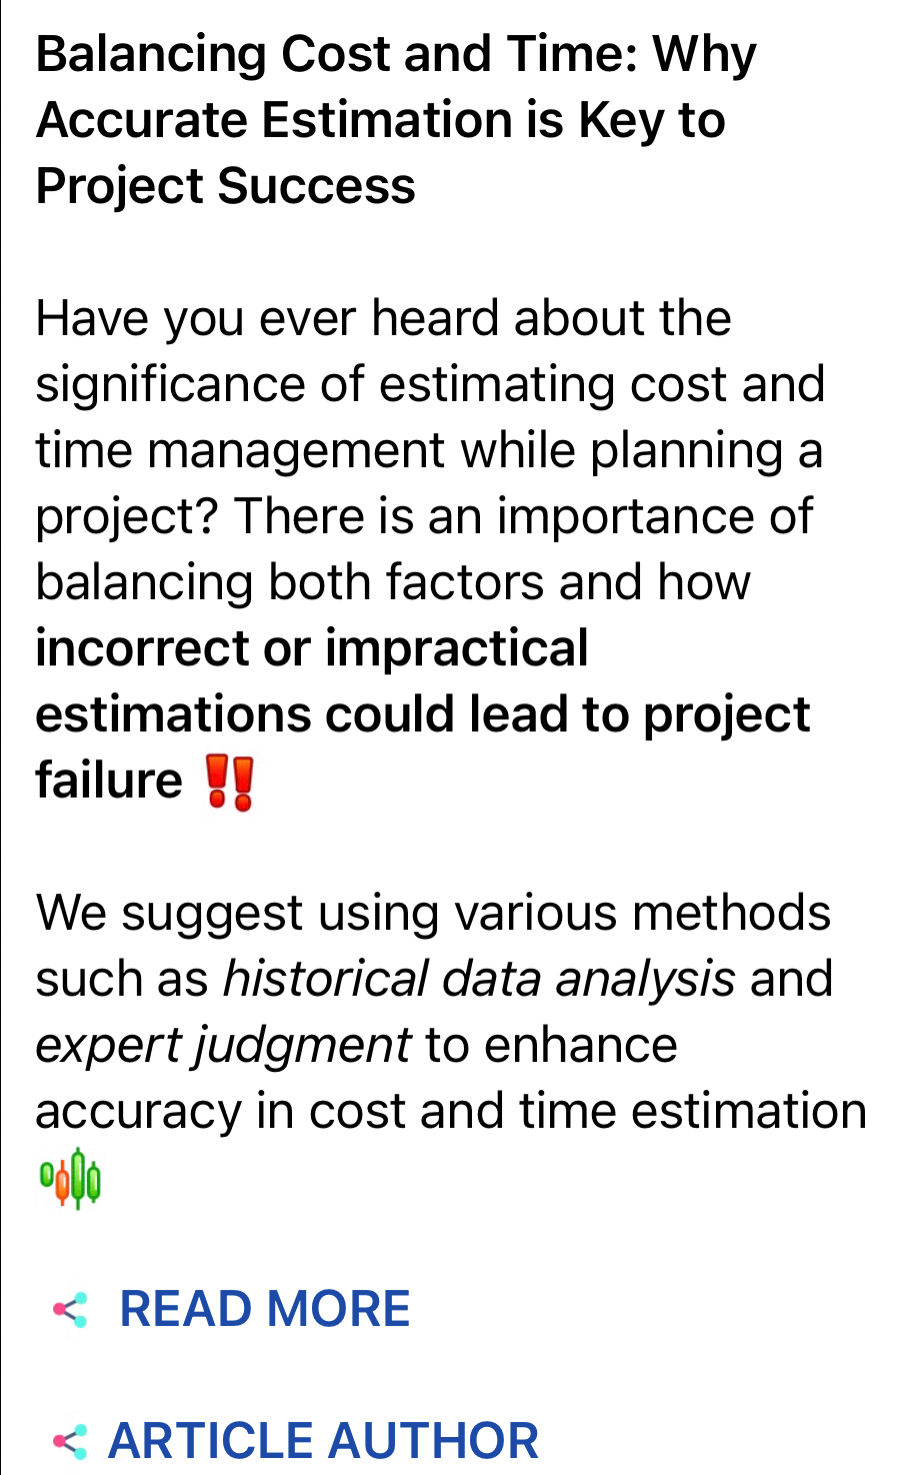 Balancing Cost and Time: Why
Accurate Estimation is Key to
Project Success
Have you ever heard about the
significance of estimating cost and
time management while planning a
project? There is an importance of
balancing both factors and how
incorrect or impractical
estimations could lead to project
failure ‼️
We suggest using various methods
such as historical data analysis and
expert judgment to enhance
accuracy in cost and time estimation
READ MORE
ARTICLE AUTHOR